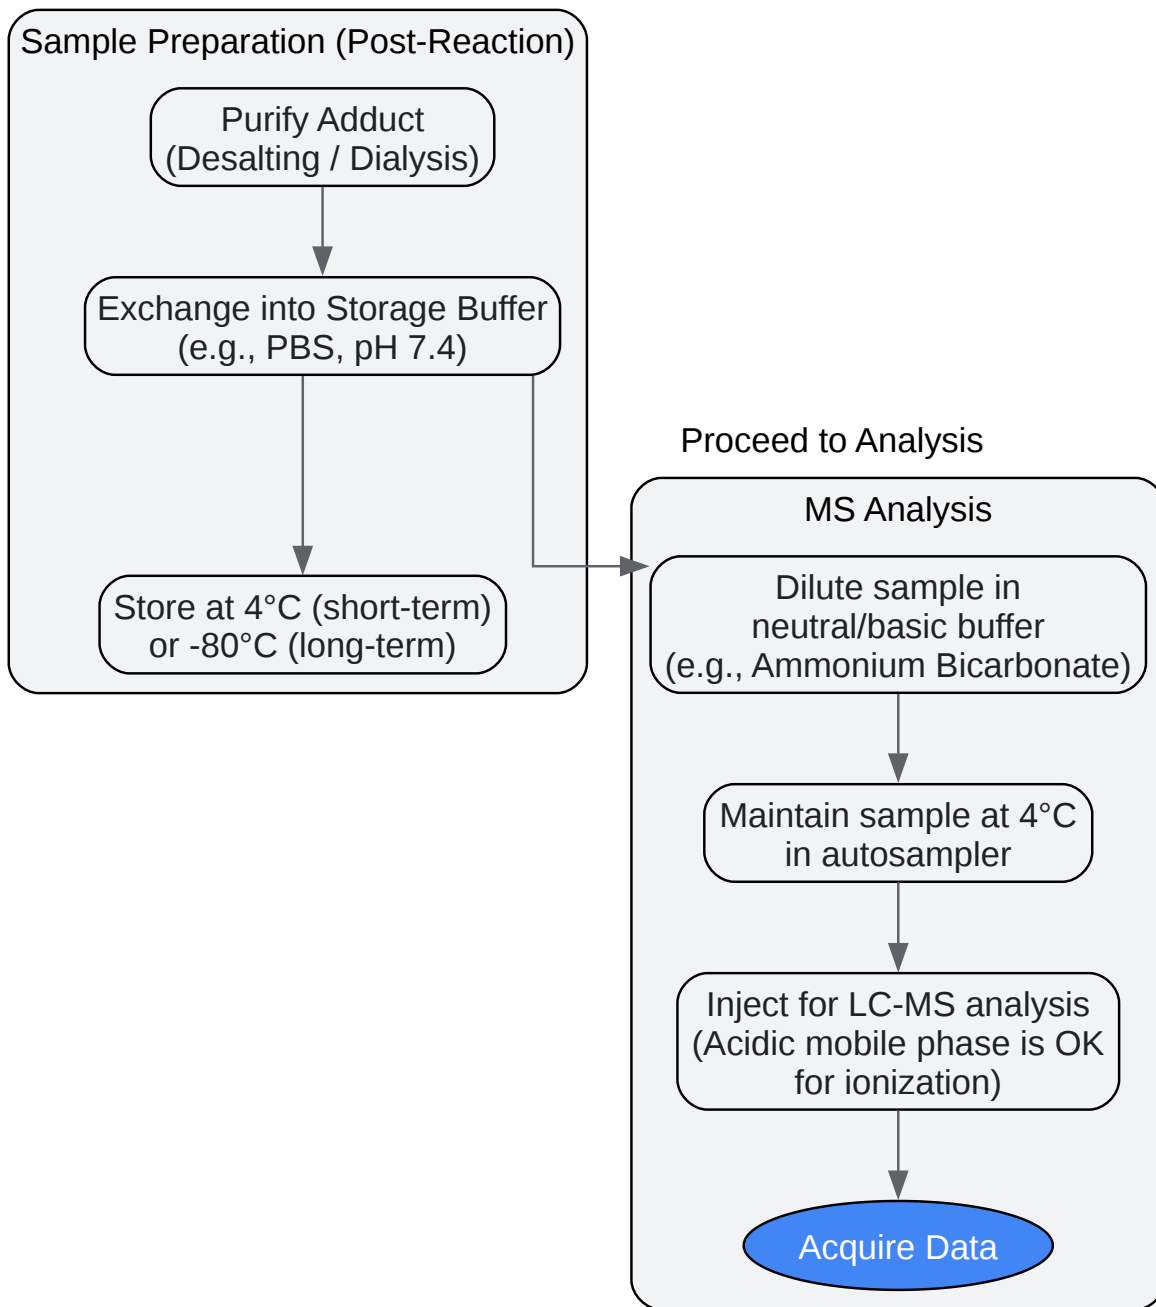 Sample Preparation (Post-Reaction)
Purify Adduct
(Desalting / Dialysis)
Exchange into Storage Buffer
(e.g., PBS, pH 7.4)
Store at 4°C (short-term)
or -80°C (long-term)
Proceed to Analysis
MS Analysis
Dilute sample in
neutral/basic buffer
(e.g., Ammonium Bicarbonate)
Maintain sample at 4°C
in autosampler
Inject for LC-MS analysis
(Acidic mobile phase is OK
for ionization)
Acquire Data